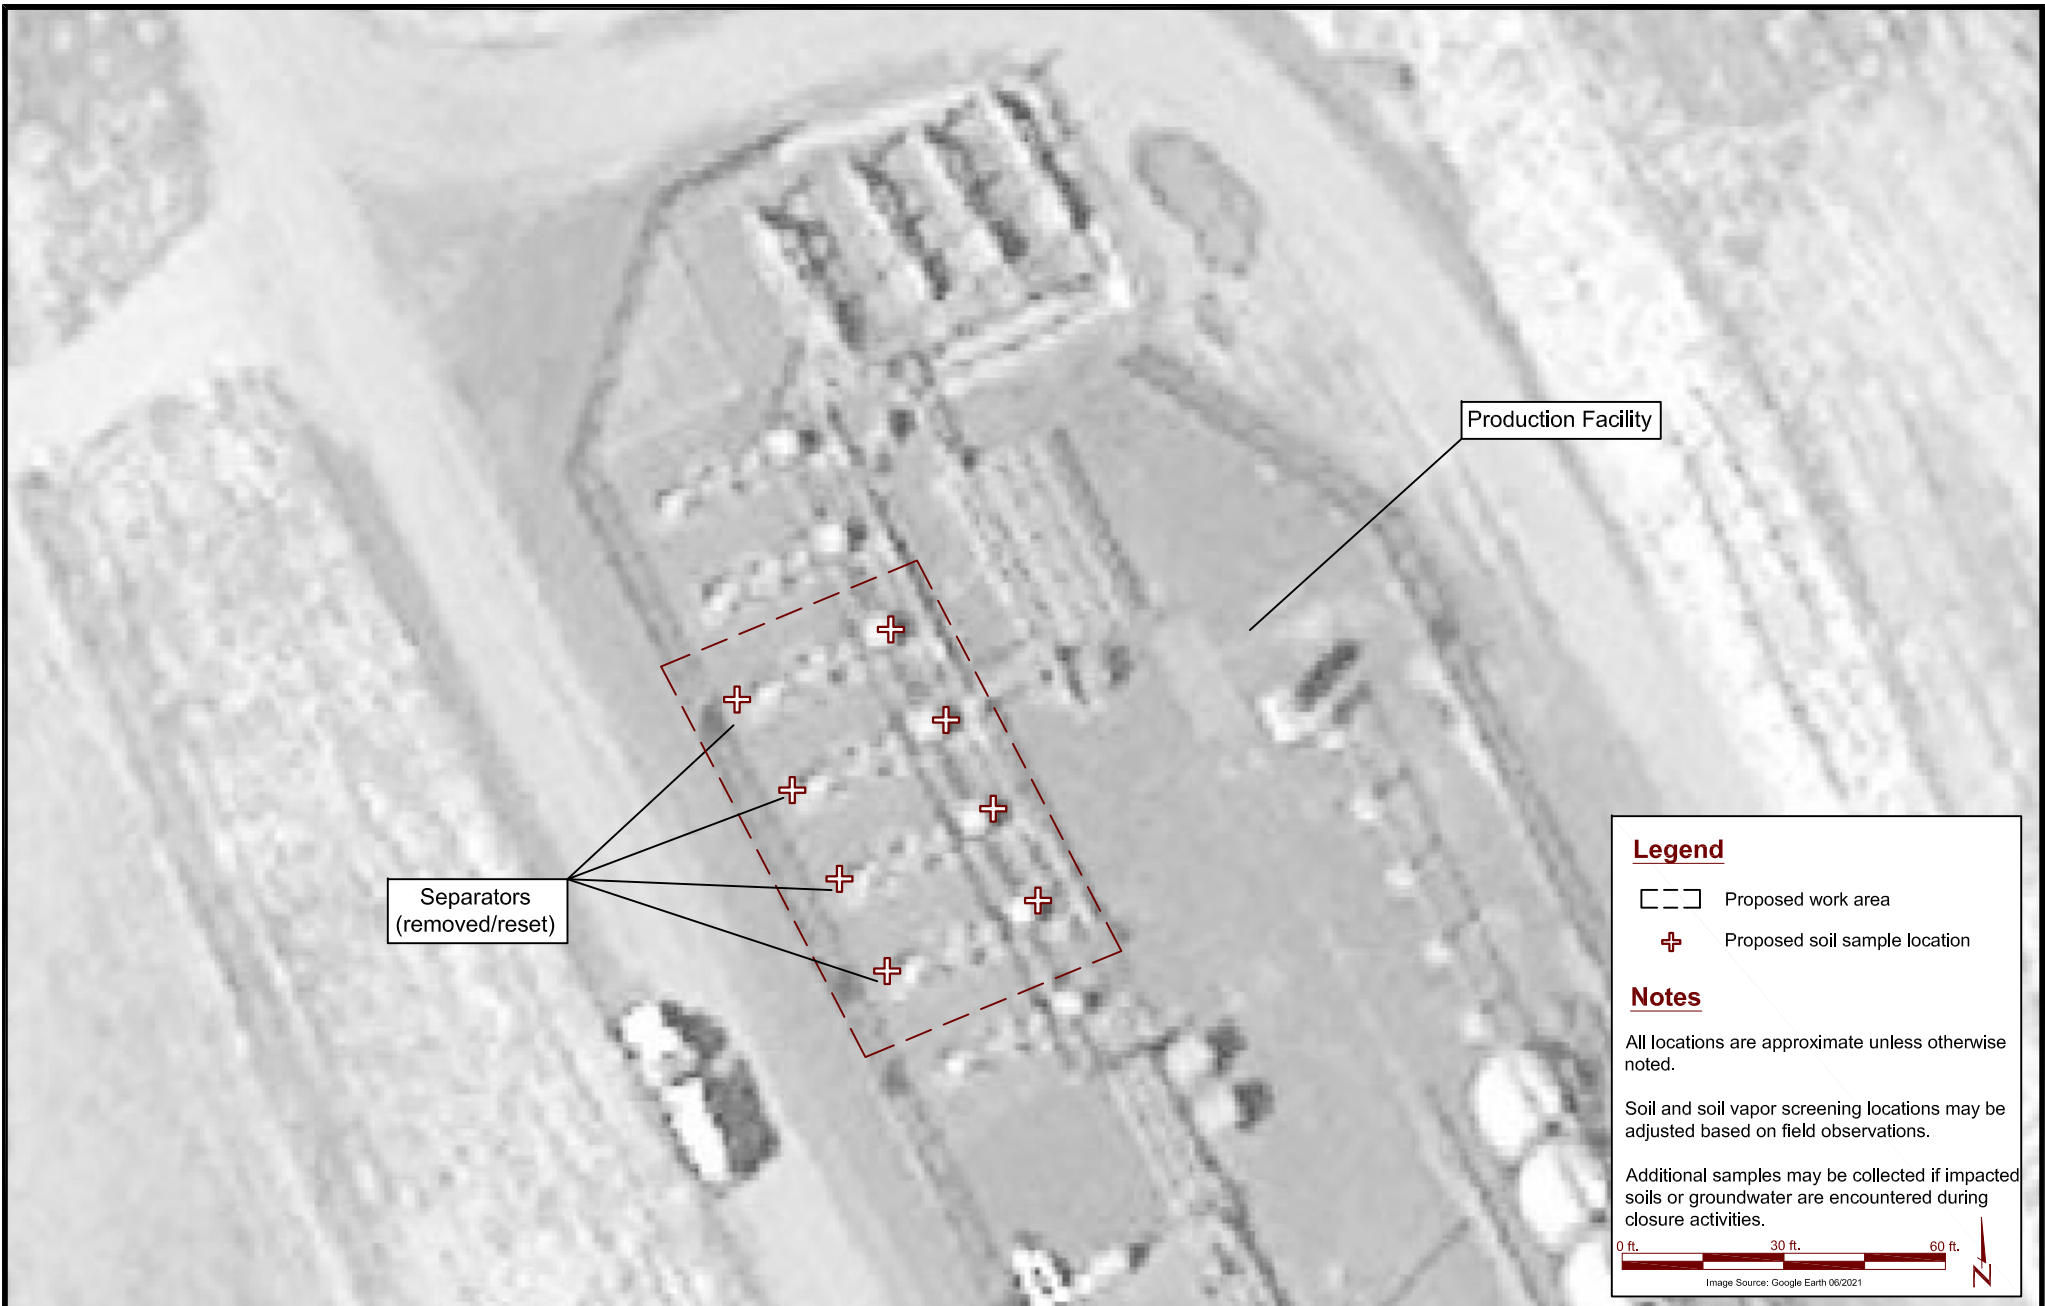 Production Facility
Separators
(removed/reset)
Legend
Proposed work area
Proposed soil sample location
Notes
All locations are approximate unless otherwise
noted.
Soil and soil vapor screening locations may be
adjusted based on field observations.
Additional samples may be collected if impacted
soils or groundwater are encountered during
closure activities.
0 ft. 30 ft. 60 ft.
N
Image Source: Google Earth 06/2021